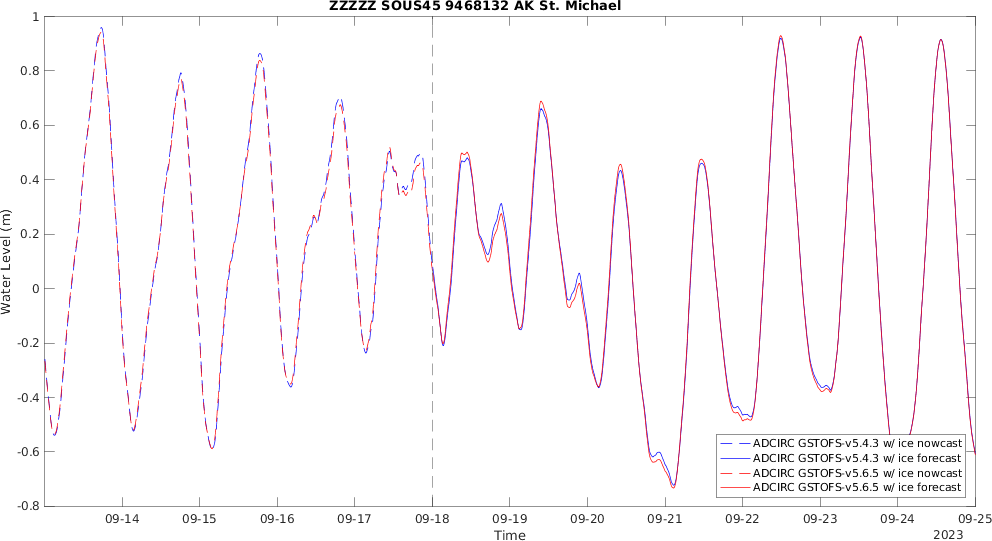 ZZZZZ SOUS45 9468132 AK St. Michael
Water Level (m)
1
0.8
0.6
0.4
0.2
0
-0.2
-0.4
-0.6
-0.8
ADCIRC GSTOFS-v5.4.3 w/ ice nowcast
ADCIRC GSTOFS-v5.4.3 w/ ice forecast
ADCIRC GSTOFS-v5.6.5 w/ ice nowcast
ADCIRC GSTOFS-v5.6.5 w/ ice forecast
09-14 09-15 09-16 09-17 09-18 09-19 09-20 09-21 09-22 09-23 09-24 09-25
Time
2023